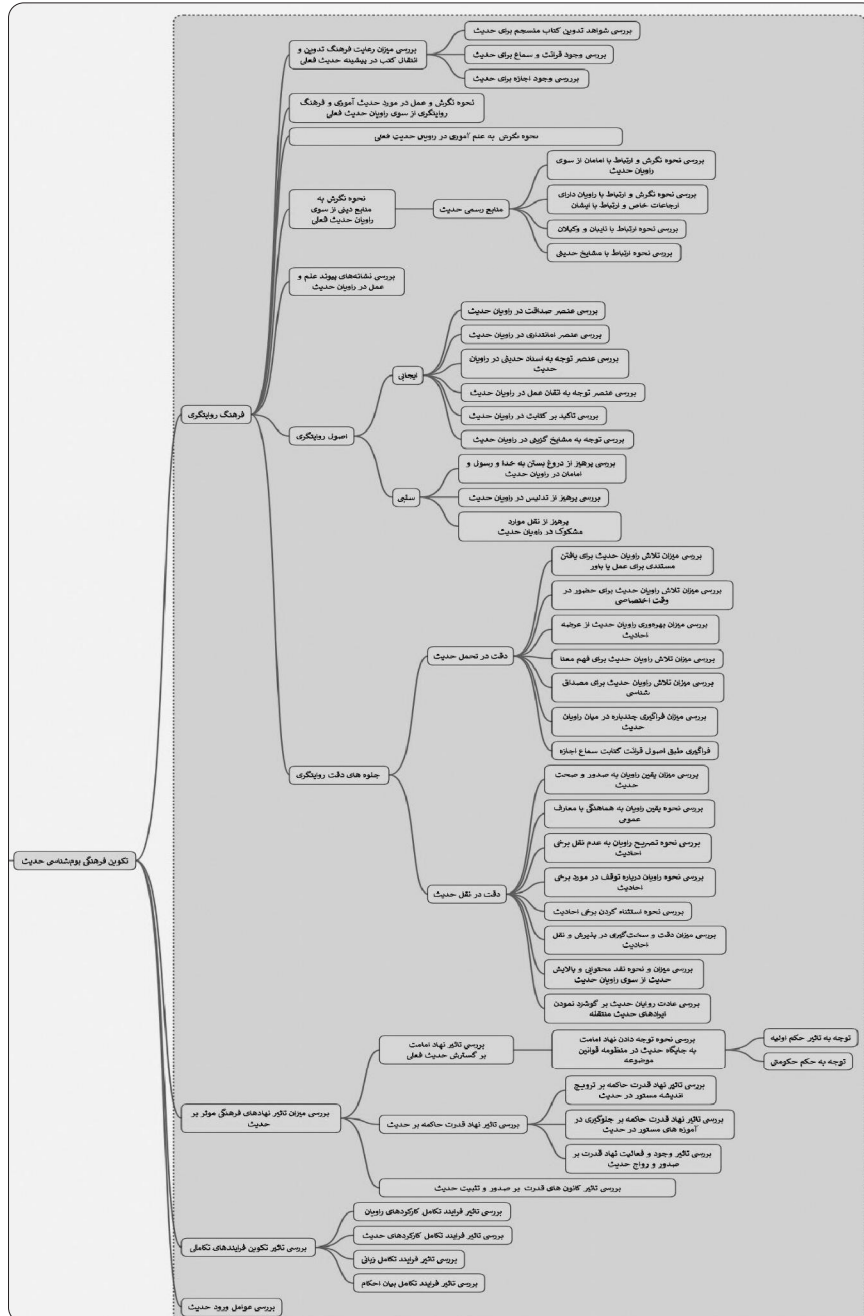 بررسی شواهد تدوین کتاب منسجم برای حدیث
بررسی وجود قرائت و سماع برای حدیث
بررسی وجود اجازه برای حدیث
بررسی میزان رعایت فرهنگ تدوین و
انتقال کتب در پیشینه حدیث فعلی
نحوه نگرش و عمل در مورد حدیث آموزی و فرهنگ
روایتگری از سوی راویان حدیث فعلی
نحوه نگرش به علم آموزی در راویان حدیث فعلی
بررسی نحوه نگرش و ارتباط با امامان از سوی
راویان حدیث
بررسی نحوه نگرش و ارتباط با راویان دارای
ارجاعات خاص و ارتباط با ایشان
بررسی نحوه ارتباط با نایبان و وکیلان
بررسی نحوه ارتباط با مشایخ حدیثی
منابع رسمی حدیث
نحوه نگرش به
منابع دینی از سوی
راویان حدیث فعلی
بررسی نشانه‌های پیوند علم و
عمل در راویان حدیث
بررسی عنصر صداقت در راویان حدیث
بررسی عنصر امانتداری در راویان حدیث
بررسی عنصر توجه به اسناد حدیثی در راویان
حدیث
بررسی عنصر توجه به اتقان عمل در راویان حدیث
بررسی تأکید بر کتابت در راویان حدیث
بررسی توجه به مشایخ گزینی در راویان حدیث
ایجابی
فرهنگ روایتگری
اصول روایتگری
بررسی پرهیز از دروغ بستن به خدا و رسول و
امامان در راویان حدیث
بررسی پرهیز از تدلیس در راویان حدیث
پرهیز از نقل موارد
مشکوک در راویان حدیث
سلبی
بررسی میزان تلاش راویان حدیث برای یافتن
مستندی برای عمل یا باور
بررسی میزان تلاش راویان حدیث برای حضور در
وقت اختصاصی
بررسی میزان بهره‌وری راویان حدیث از عرضه
احادیث
بررسی میزان تلاش راویان حدیث برای فهم معنا
بررسی میزان تلاش راویان حدیث برای مصداق
شناسی
بررسی میزان فراگیری چندباره در میان راویان
حدیث
فراگیری طبق اصول قرائت کتابت سماع اجازه
دقت در تحمل حدیث
جلوه های دقت روایتگری
بررسی میزان یقین راویان به صدور و صحت
حدیث
بررسی نحوه یقین راویان به هماهنگی با معارف
عمومی
بررسی نحوه تصریح راویان به عدم نقل برخی
احادیث
بررسی نحوه راویان درباره توقف در مورد برخی
احادیث
بررسی نحوه استثناء کردن برخی احادیث
بررسی میزان دقت و سخت‌گیری در پذیرش و نقل
احادیث
بررسی میزان و نحوه نقد محتوائی و پالایش
حدیث از سوی راویان حدیث
بررسی عادت روایان حدیث بر گوشزد نمودن
ایرادهای حدیث منتقله
دقت در نقل حدیث
تکوین فرهنگی بوم‌شناسی حدیث
بررسی میزان تاثیر نهادهای فرهنگی موثر بر
حدیث
بررسی تاثیر نهاد امامت
بر گسترش حدیث فعلی
بررسی نحوه توجه دادن نهاد امامت
به جایگاه حدیث در منظومه قوانین
موضوعه
توجه به تاثیر حکم اولیه
توجه به حکم حکومتی
بررسی تاثیر نهاد قدرت حاکمه بر حدیث
بررسی تاثیر نهاد قدرت حاکمه بر ترویج
اندیشه مستور در حدیث
بررسی تاثیر نهاد قدرت حاکمه بر جلوگیری در
آموزه های مستور در حدیث
بررسی تاثیر وجود و فعالیت نهاد قدرت بر
صدور و رواج حدیث
بررسی تاثیر کانون های قدرت بر صدور و تثبیت حدیث
بررسی تاثیر تکوین فرایندهای تکاملی
بررسی تاثیر فرایند تکامل کارکردهای راویان
بررسی تاثیر فرایند تکامل کارکردهای حدیث
بررسی تاثیر فرایند تکامل زبانی
بررسی تاثیر فرایند تکامل بیان احکام
بررسی عوامل ورود حدیث